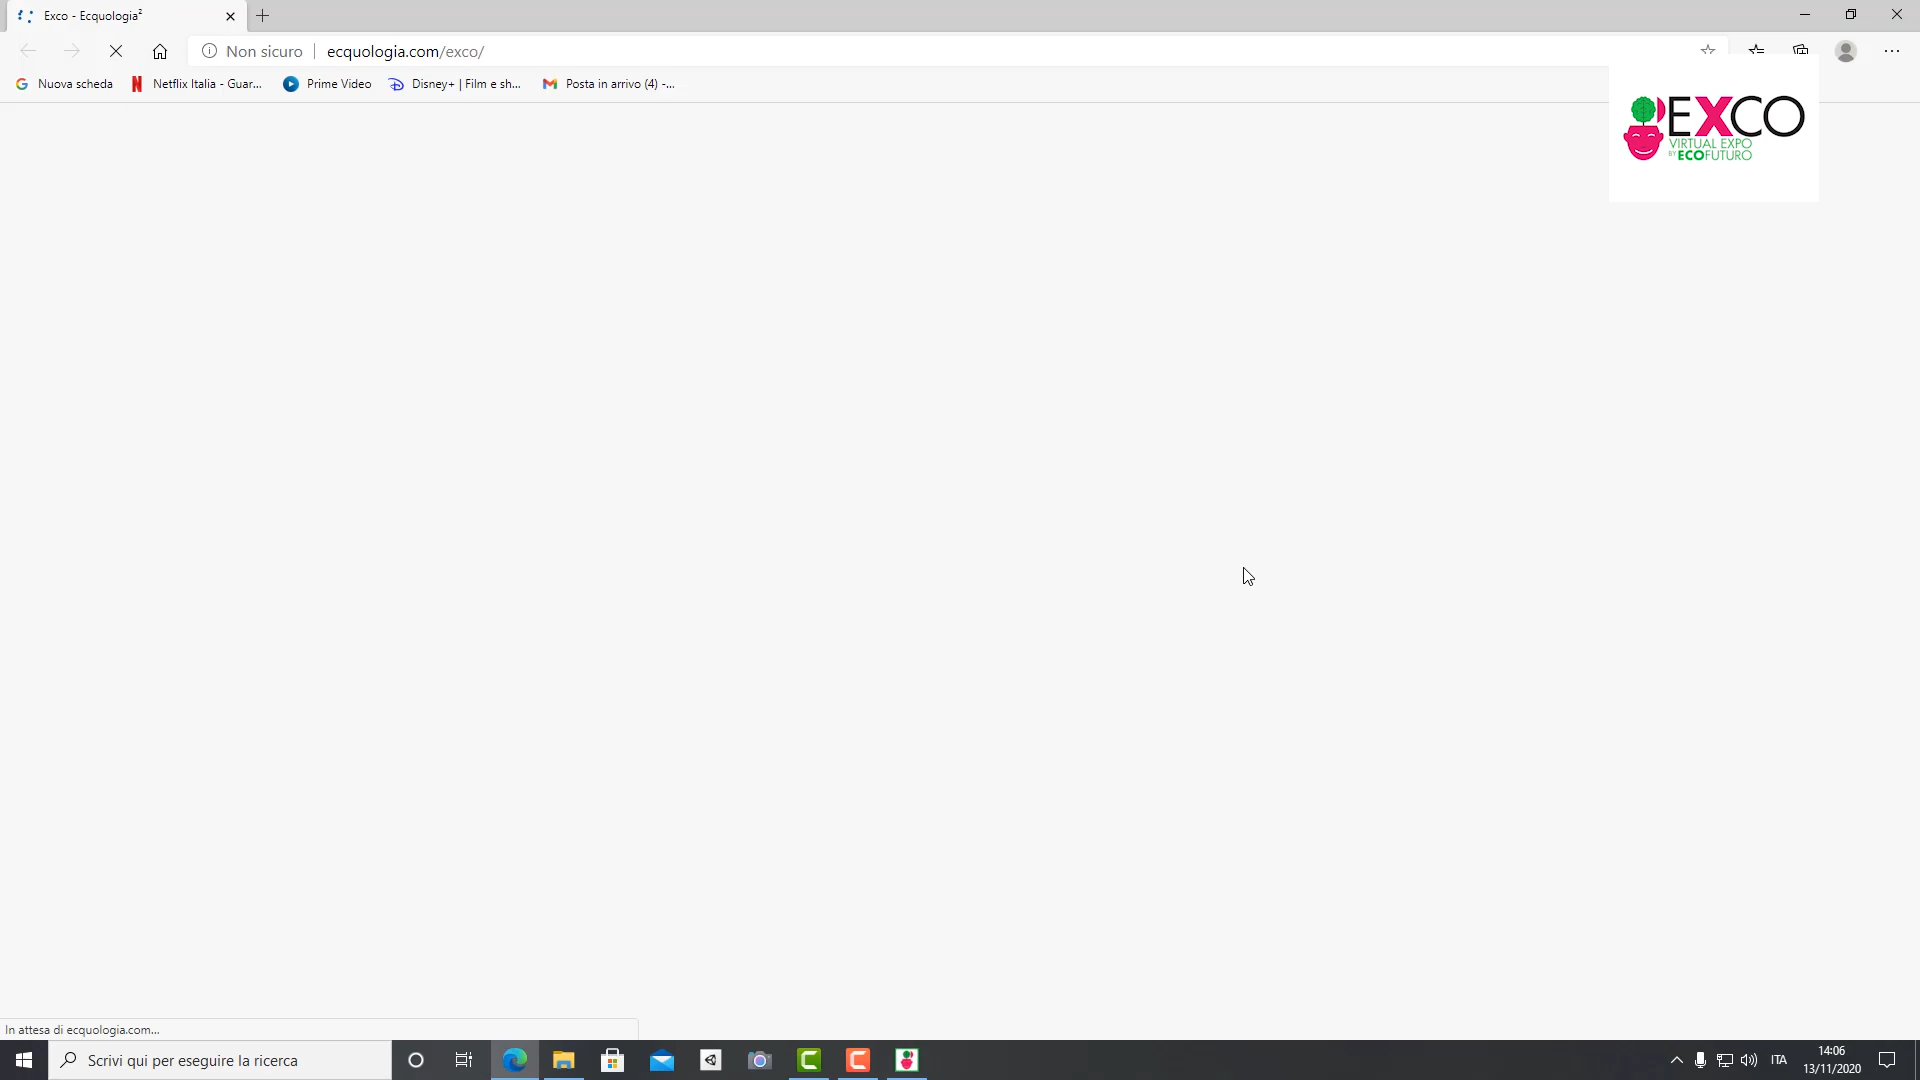 Exco - Ecquologia²
Non sicuro | ecquologia.com/exco/
Nuova scheda Netflix Italia - Guar... Prime Video Disney+ | Film e sh... Posta in arrivo (4) -...
EXCO
VIRTUAL EXPO
BY ECOFUTURO
In attesa di ecquologia.com...
Scrivi qui per eseguire la ricerca
ITA
14:06
13/11/2020